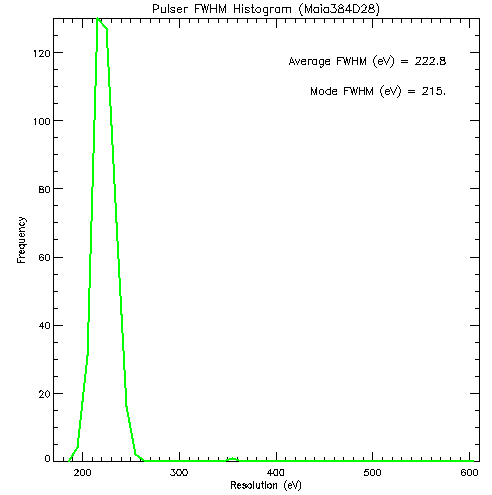 Pulser FWHM Histogram (Maia384D28)
Average FWHM (eV) = 222.8
Mode FWHM (eV) = 215.
Frequency
120
100
80
60
40
20
0
200 300 400 500 600
Resolution (eV)